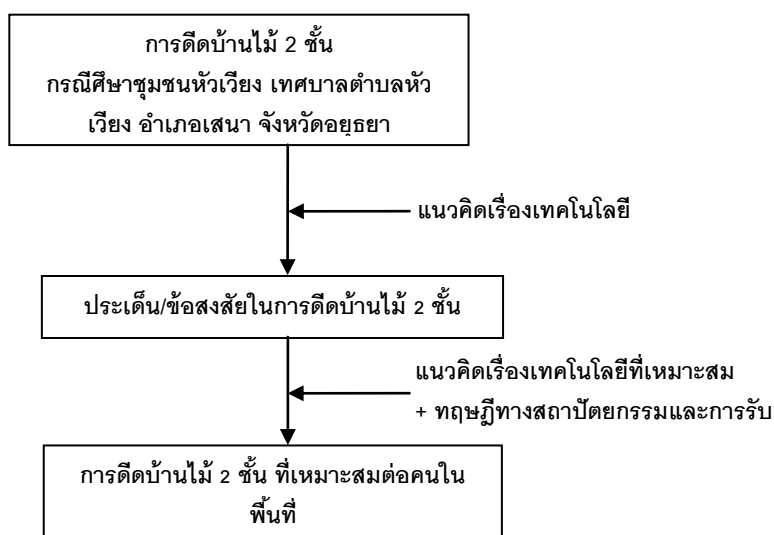 การดีดบ้านไม้ 2 ชั้น
กรณีศึษาชุมชนหัวเวียง เทศบาลตำบลหัว
เวียง อำเภอเสนา จังหวัดอยุธยา
แนวคิดเรื่องเทคโนโลยี
ประเด็น/ข้อสงสัยในการดีดบ้านไม้ 2 ชั้น
แนวคิดเรื่องเทคโนโลยีที่เหมาะสม
+ ทฤษฎีทางสถาปัตยกรรมและการรับ
การดีดบ้านไม้ 2 ชั้น ที่เหมาะสมต่อคนใน
พื้นที่